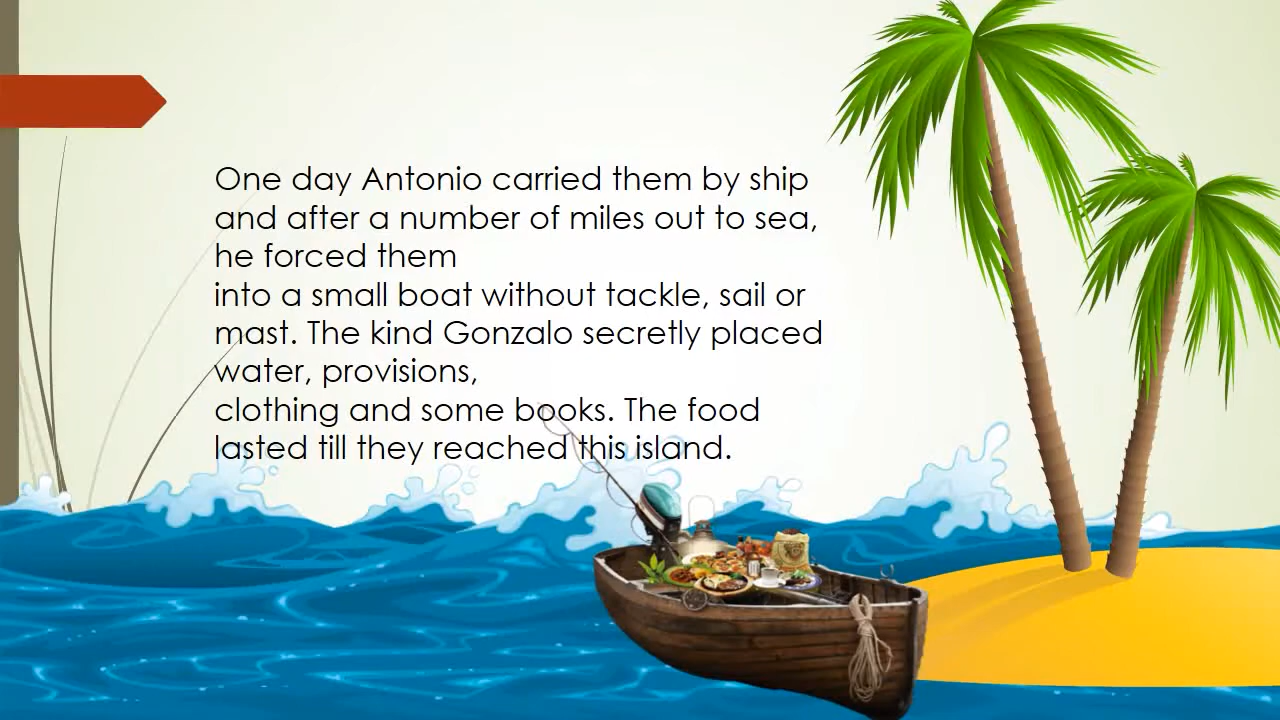 One day Antonio carried them by ship
and after a number of miles out to sea,
he forced them
into a small boat without tackle, sail or
mast. The kind Gonzalo secretly placed
water, provisions,
clothing and some books. The food
lasted till they reached this island.